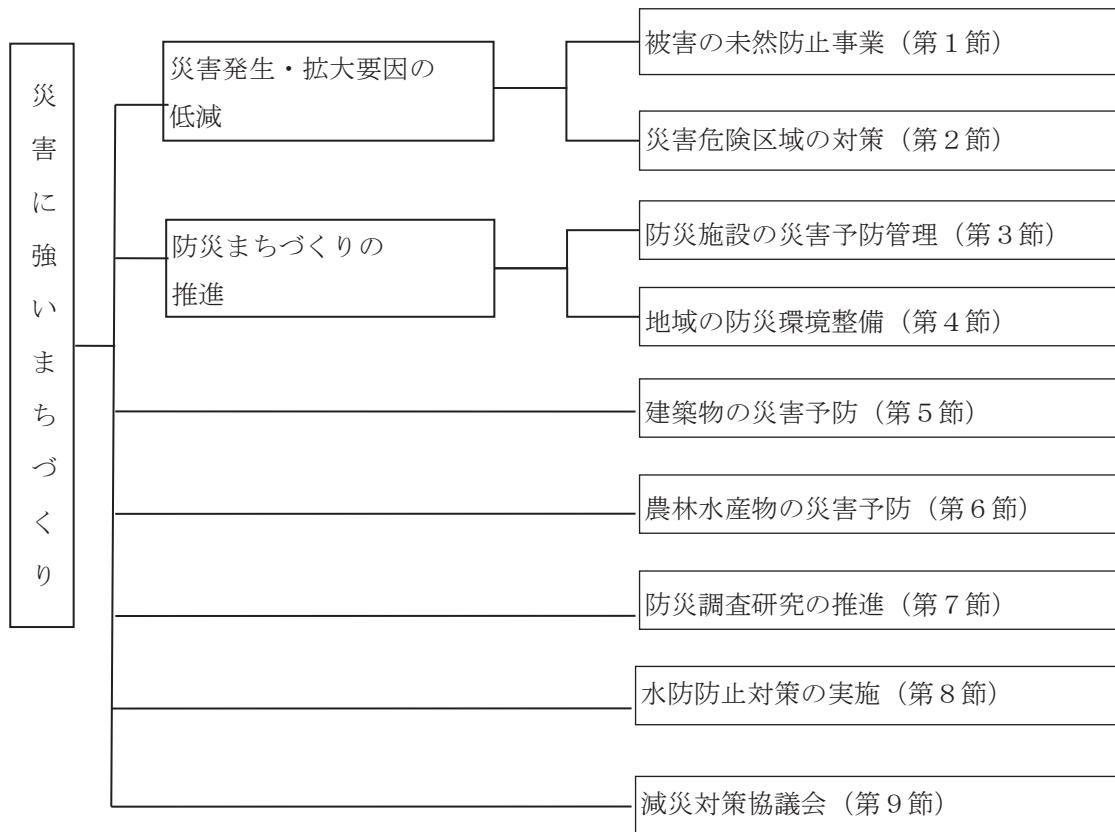 災害に強いまちづくり
災害発生・拡大要因の
低減
被害の未然防止事業（第１節）
災害危険区域の対策（第２節）
防災まちづくりの
推進
防災施設の災害予防管理（第３節）
地域の防災環境整備（第４節）
建築物の災害予防（第５節）
農林水産物の災害予防（第６節）
防災調査研究の推進（第７節）
水防防止対策の実施（第８節）
減災対策協議会（第９節）